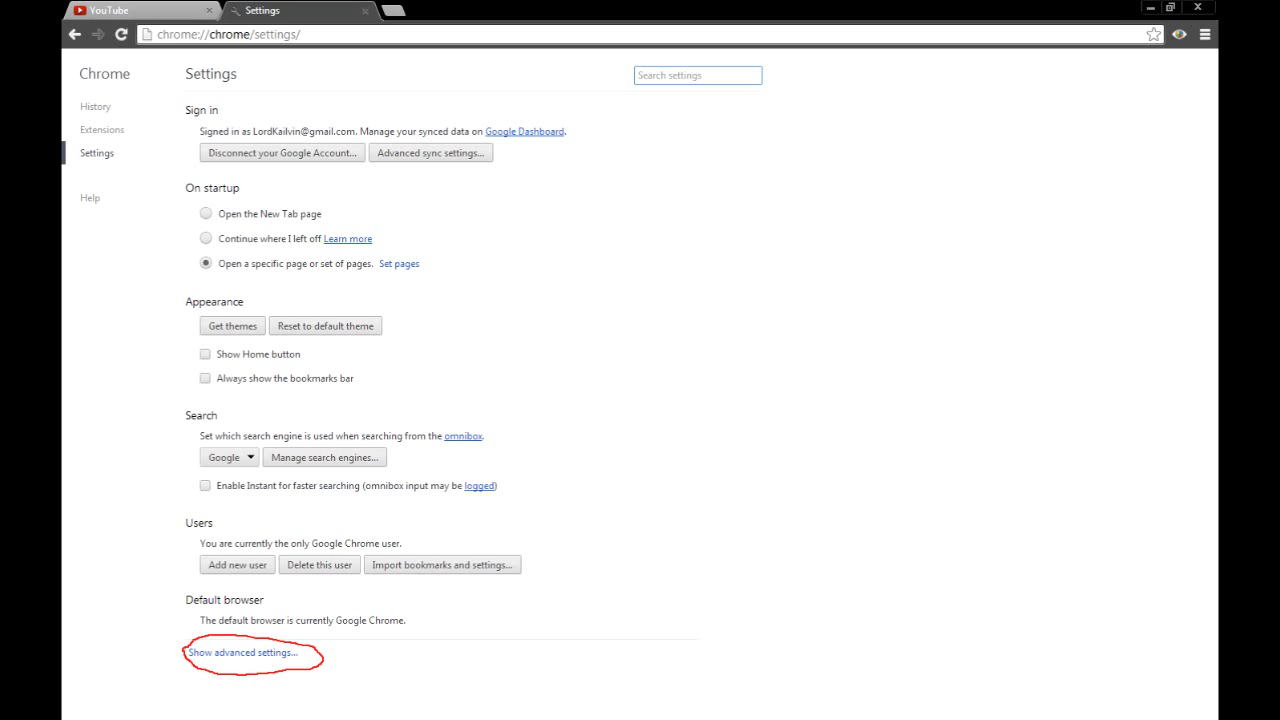 YouTube
Settings
chrome://chrome/settings/
Chrome
Settings
Search settings
History
Extensions
Settings
Help
Sign in
Signed in as LordKailvin@gmail.com. Manage your synced data on Google Dashboard.
Disconnect your Google Account... Advanced sync settings...
On startup
Open the New Tab page
Continue where I left off Learn more
Open a specific page or set of pages. Set pages
Appearance
Get themes Reset to default theme
Show Home button
Always show the bookmarks bar
Search
Set which search engine is used when searching from the omnibox.
Google Manage search engines...
Enable Instant for faster searching (omnibox input may be logged)
Users
You are currently the only Google Chrome user.
Add new user Delete this user Import bookmarks and settings...
Default browser
The default browser is currently Google Chrome.
Show advanced settings...